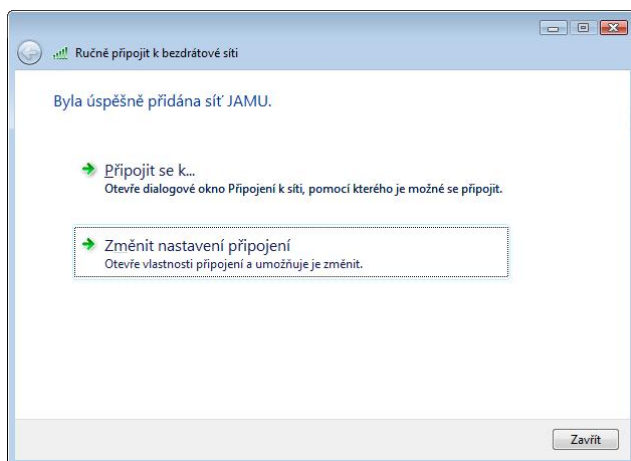 Ručně připojit k bezdrátové síti
Byla úspěšně přidána síť JAMU.
Připojit se k...
Otevře dialogové okno Připojení k síti, pomocí kterého je možné se připojit.
Změnit nastavení připojení
Otevře vlastnosti připojení a umožňuje je změnit.
Zavřít